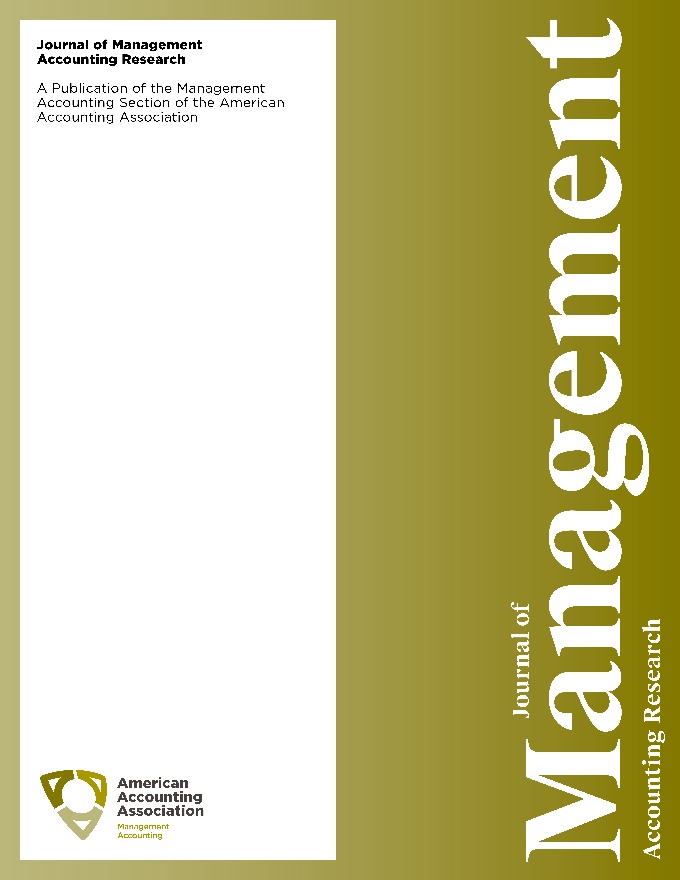 Journal of Management
Accounting Research
A Publication of the Management
Accounting Section of the American
Accounting Association
Journal of
Management
Accounting Research
American
Accounting
Association
Management
Accounting